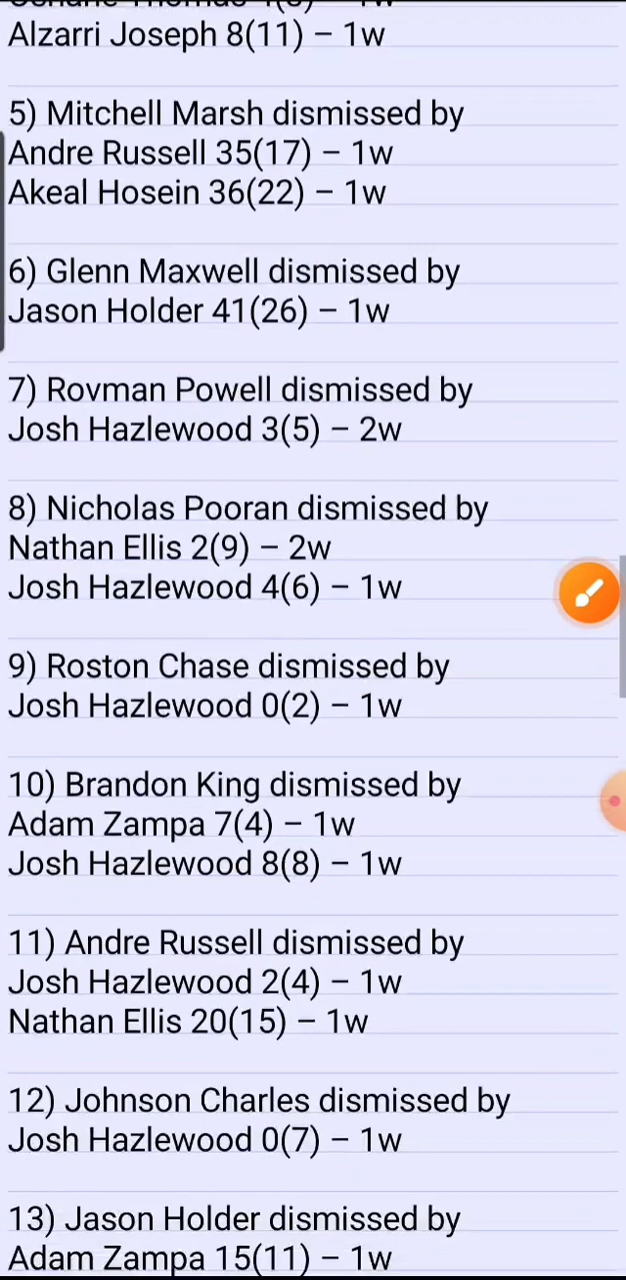 Alzarri Joseph 8(11) – 1w
5) Mitchell Marsh dismissed by
Andre Russell 35(17) – 1w
Akeal Hosein 36(22) – 1w
6) Glenn Maxwell dismissed by
Jason Holder 41(26) – 1w
7) Rovman Powell dismissed by
Josh Hazlewood 3(5) – 2w
8) Nicholas Pooran dismissed by
Nathan Ellis 2(9) – 2w
Josh Hazlewood 4(6) – 1w
9) Roston Chase dismissed by
Josh Hazlewood 0(2) – 1w
10) Brandon King dismissed by
Adam Zampa 7(4) – 1w
Josh Hazlewood 8(8) – 1w
11) Andre Russell dismissed by
Josh Hazlewood 2(4) – 1w
Nathan Ellis 20(15) – 1w
12) Johnson Charles dismissed by
Josh Hazlewood 0(7) – 1w
13) Jason Holder dismissed by
Adam Zampa 15(11) – 1w